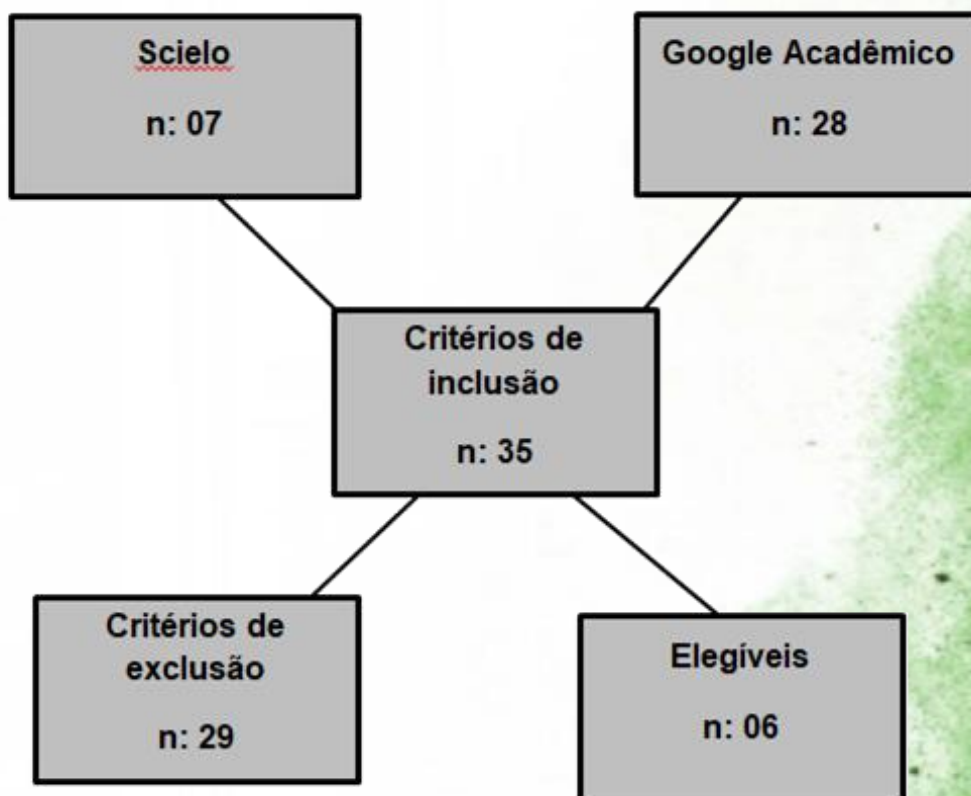 Scielo
n: 07
Google Acadêmico
n: 28
Critérios de
inclusão
n: 35
Critérios de
exclusão
n: 29
Elegíveis
n: 06